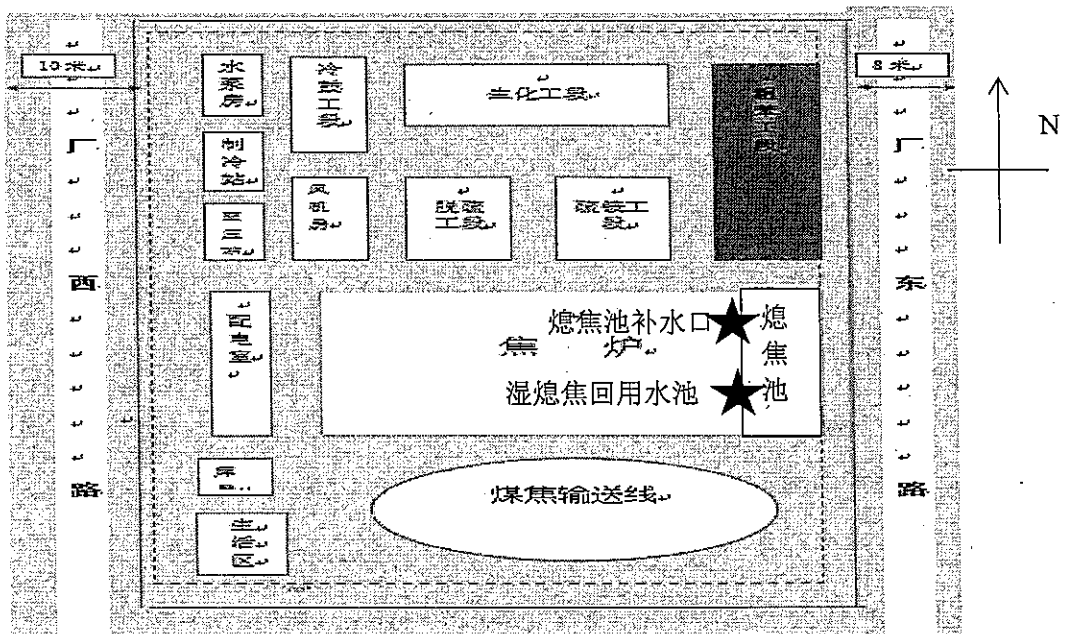 10米
8米
N
水泵房
冷鼓工段
生化工段
制冷站
风机房
脱硫工段
硫铵工段
厂西路
厂东路
配电室
熄焦池补水口
焦 炉
湿熄焦回用水池
熄焦池
煤焦输送线
生活区